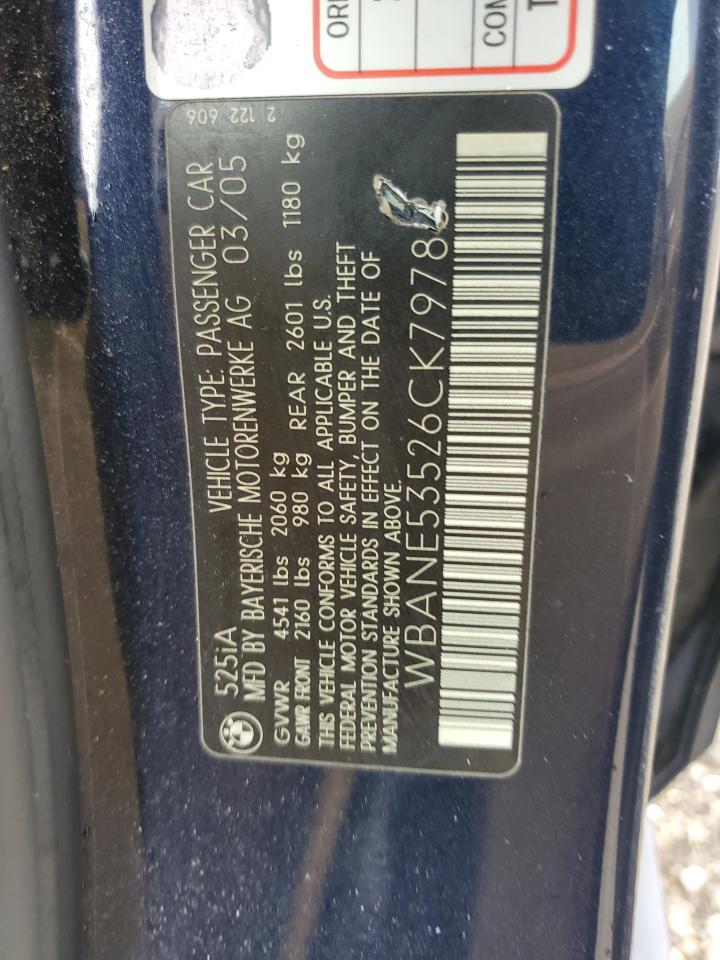 525iA VEHICLE TYPE: PASSENGER CAR
MFD BY BAYERISCHE MOTORENWERKE AG 03/05
2 122 606
GVWR 4541 lbs 2060 kg
GAWR FRONT 2160 lbs 980 kg REAR 2601 lbs 1180 kg
THIS VEHICLE CONFORMS TO ALL APPLICABLE U.S.
FEDERAL MOTOR VEHICLE SAFETY, BUMPER AND THEFT
PREVENTION STANDARDS IN EFFECT ON THE DATE OF
MANUFACTURE SHOWN ABOVE.
WBANE53526CK7978